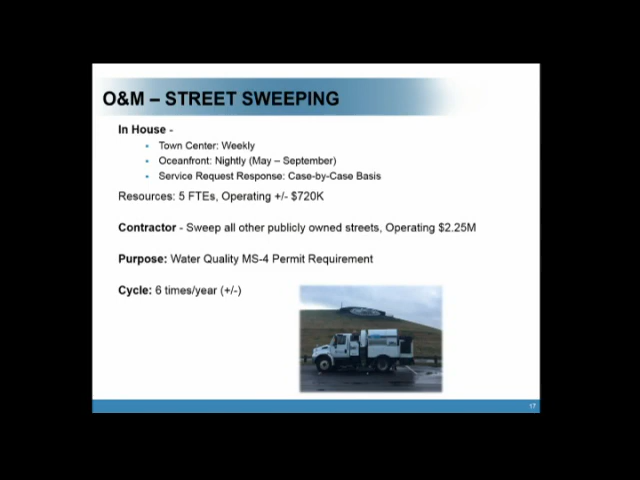 O&M – STREET SWEEPING
In House -
• Town Center: Weekly
• Oceanfront: Nightly (May – September)
• Service Request Response: Case-by-Case Basis
Resources: 5 FTEs, Operating +/- $720K
Contractor - Sweep all other publicly owned streets, Operating $2.25M
Purpose: Water Quality MS-4 Permit Requirement
Cycle: 6 times/year (+/-)
17